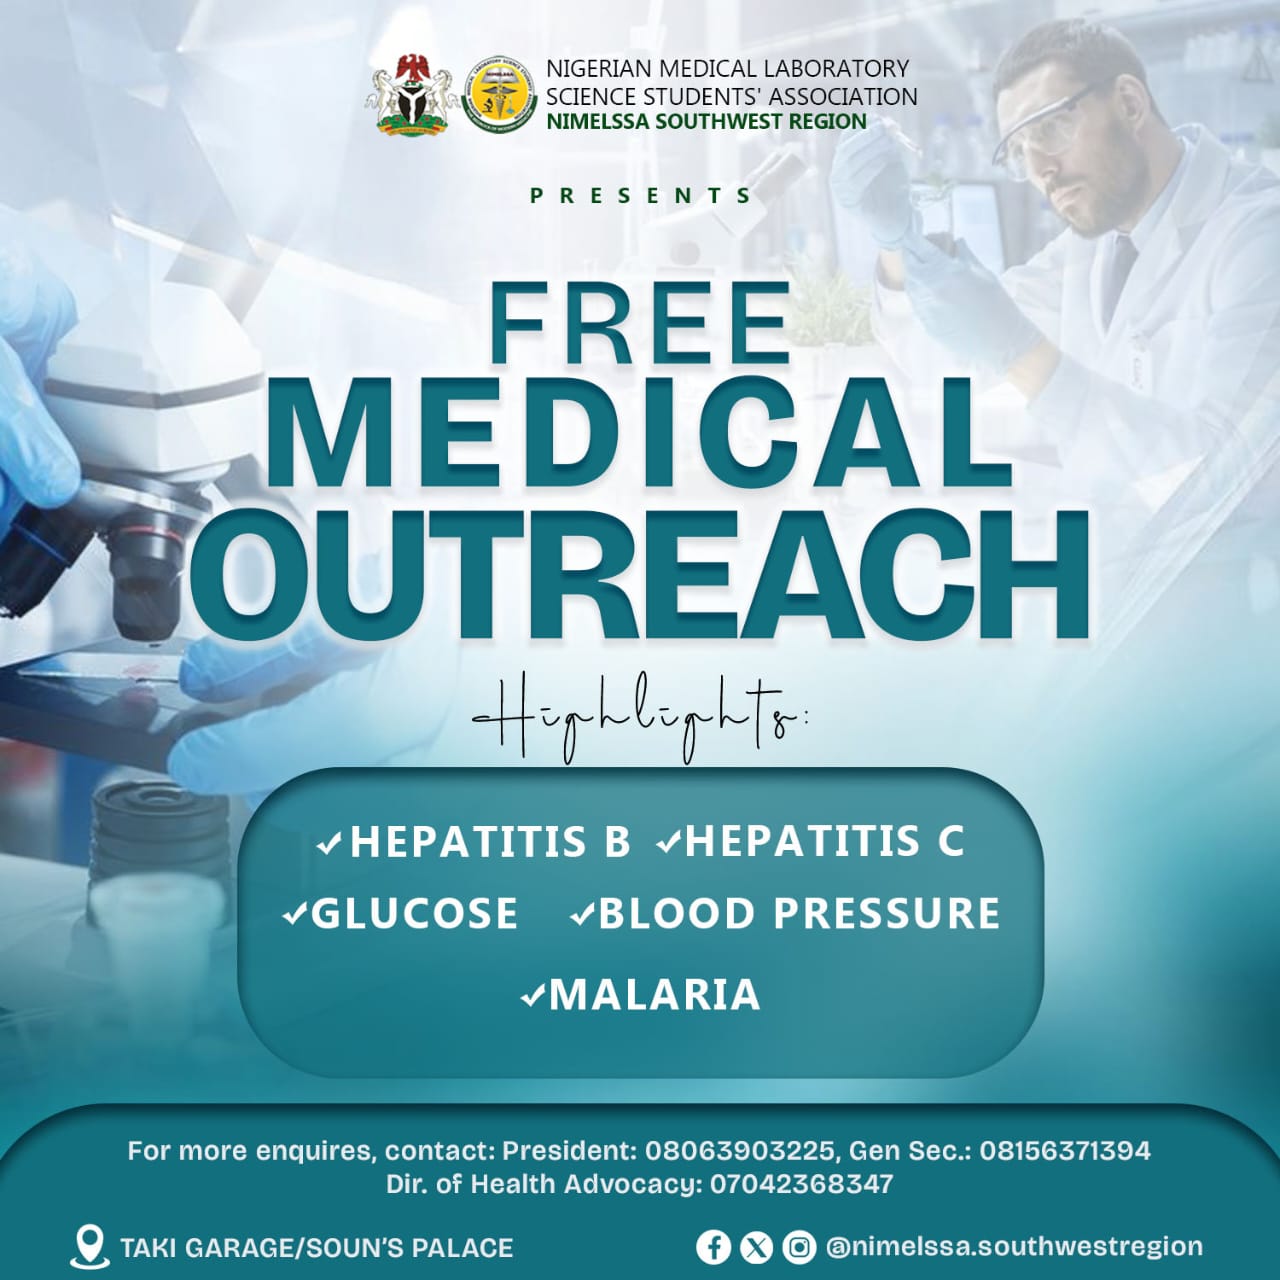 NIGERIAN MEDICAL LABORATORY
SCIENCE STUDENTS' ASSOCIATION
NIMELSSA SOUTHWEST REGION
PRESENTS
FREE
MEDICAL
OUTREACH
Highlights:
✓HEPATITIS B ✓HEPATITIS C
✓GLUCOSE ✓BLOOD PRESSURE
✓MALARIA
For more enquires, contact: President: 08063903225, Gen Sec.: 08156371394
Dir. of Health Advocacy: 07042368347
TAKI GARAGE/SOUN'S PALACE
@nimelssa.southwestregion